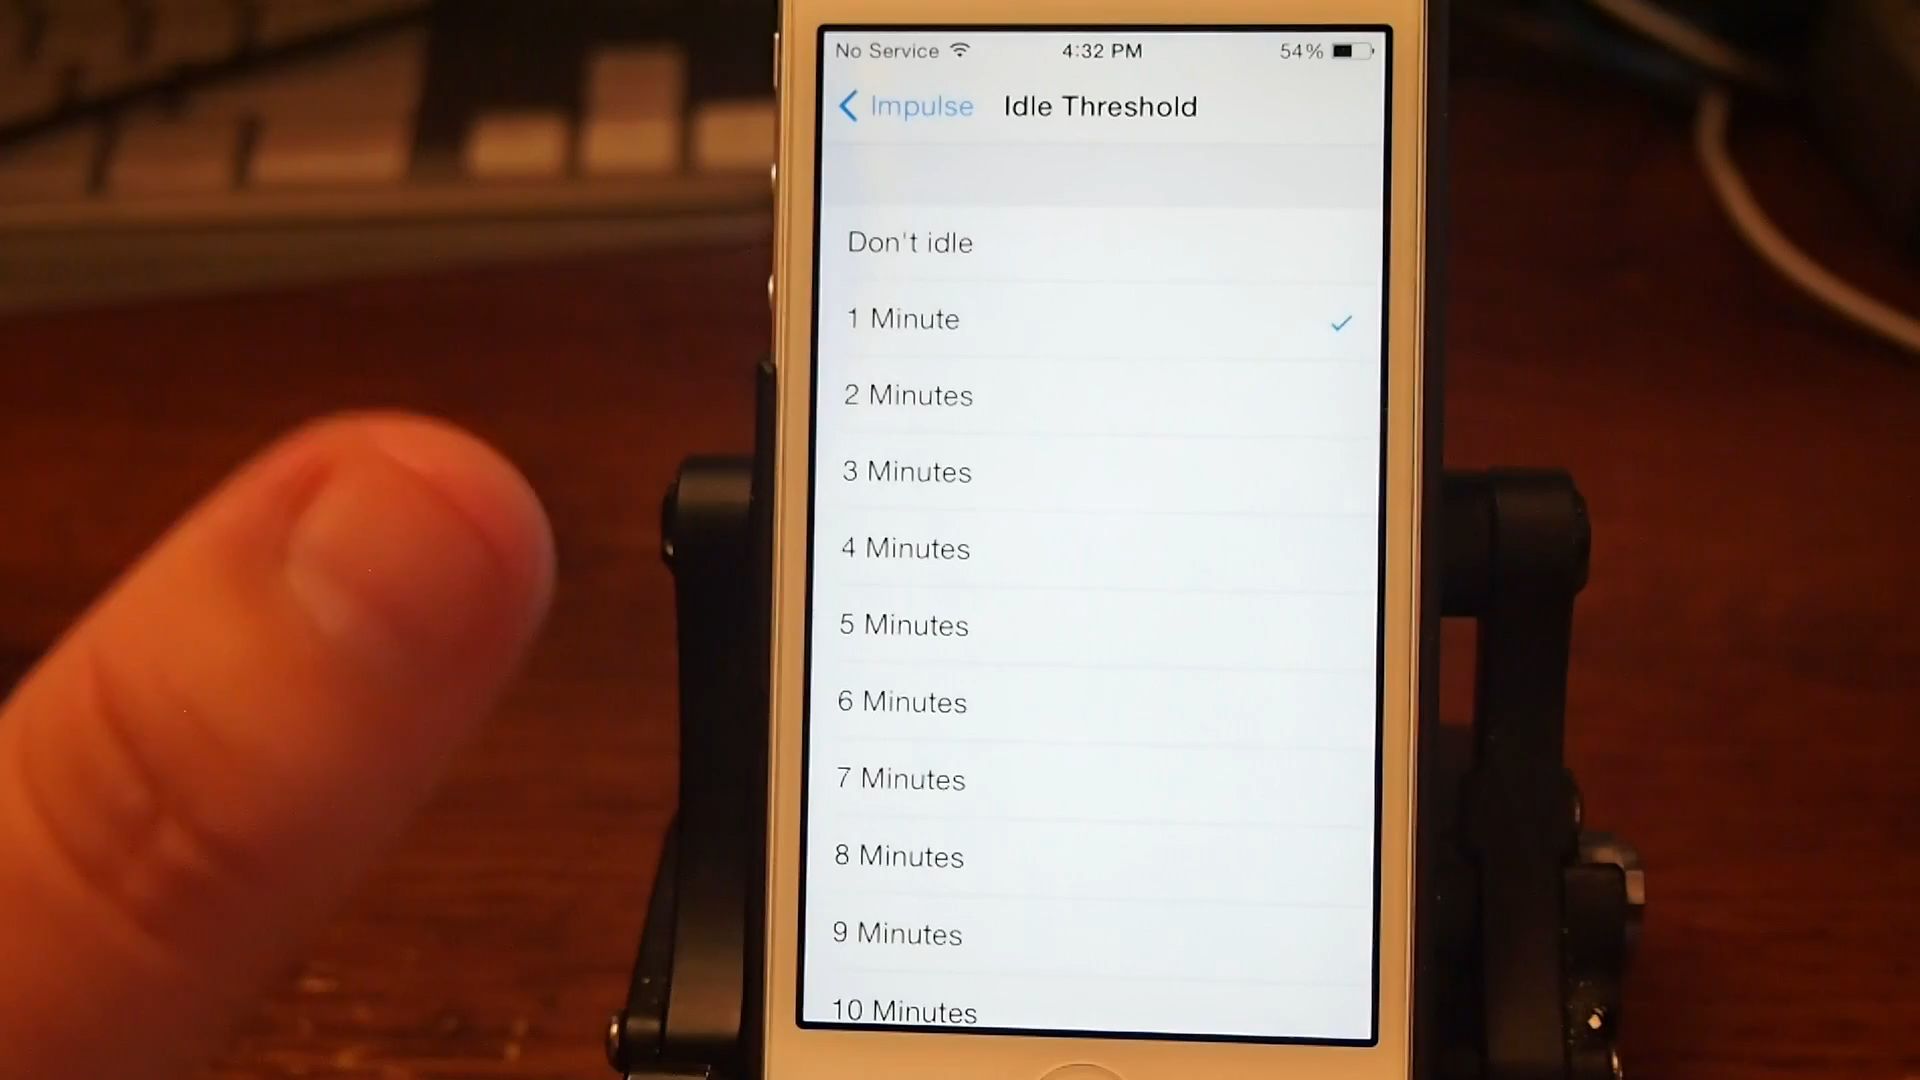 No Service 4:32 PM 54%
Impulse Idle Threshold
Don't idle
1 Minute
2 Minutes
3 Minutes
4 Minutes
5 Minutes
6 Minutes
7 Minutes
8 Minutes
9 Minutes
10 Minutes